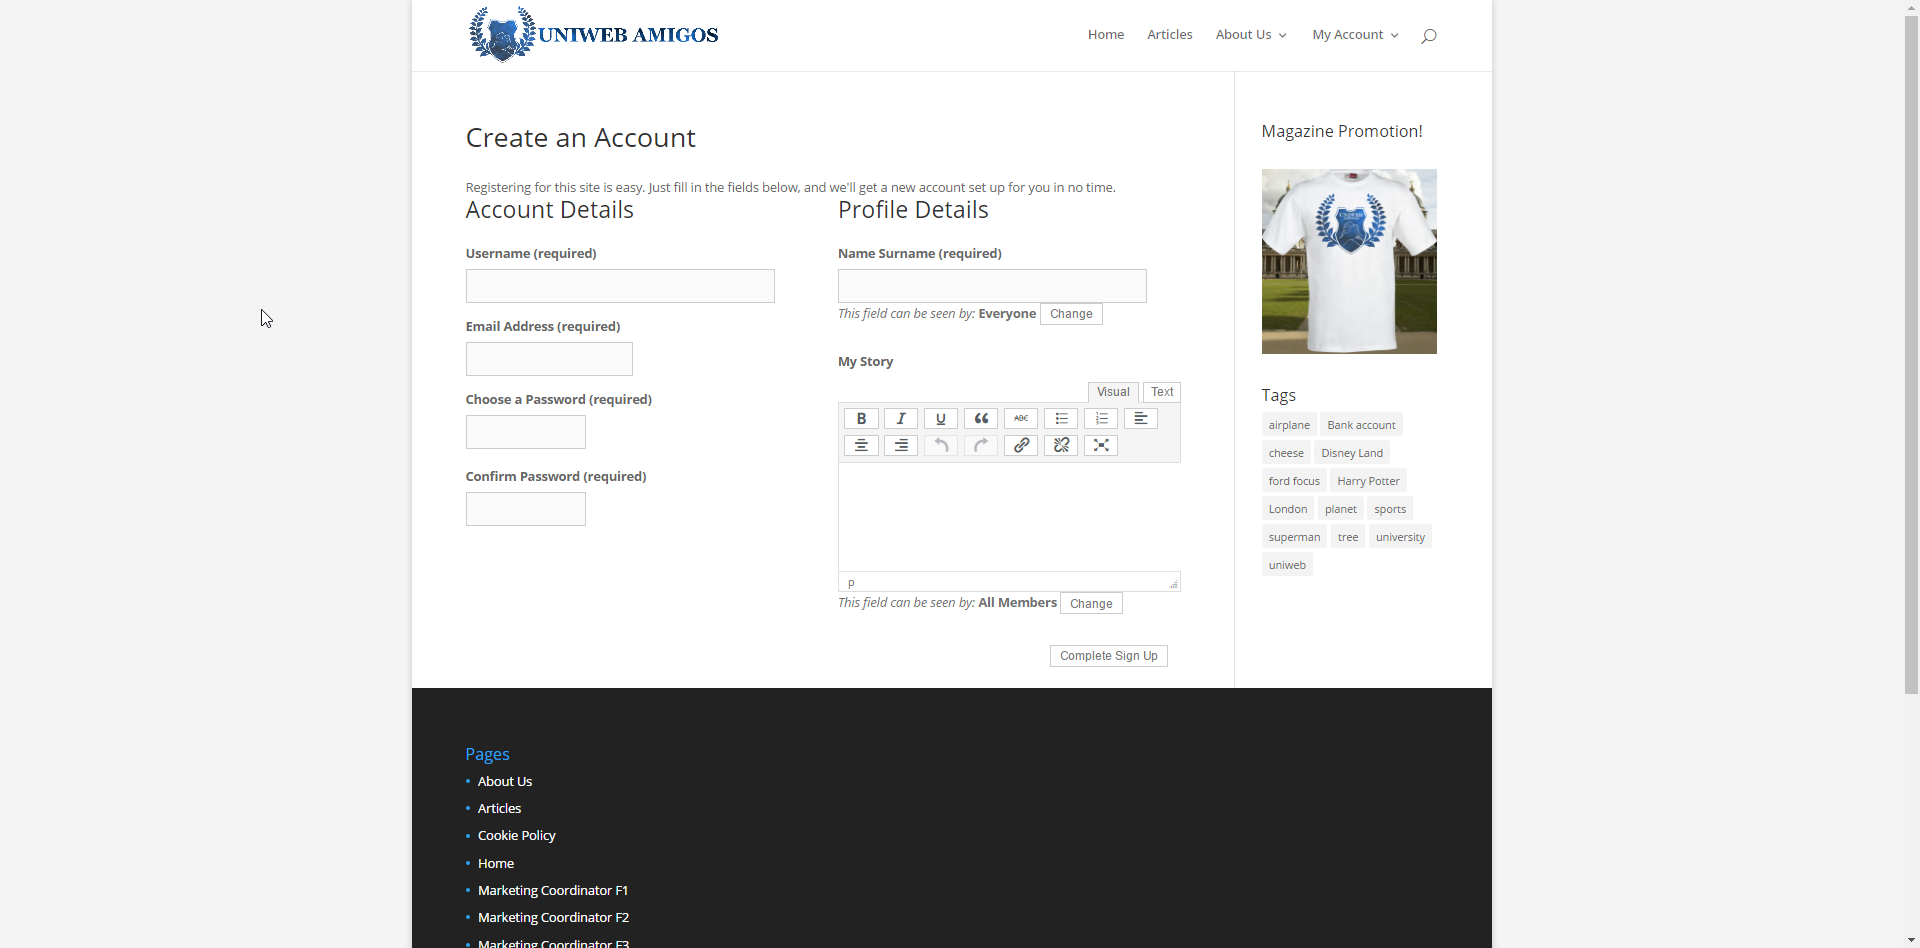 UNIWEB AMIGOS
Home Articles About Us My Account
Create an Account
Registering for this site is easy. Just fill in the fields below, and we'll get a new account set up for you in no time.
Account Details
Username (required)
Email Address (required)
Choose a Password (required)
Confirm Password (required)
Profile Details
Name Surname (required)
This field can be seen by: Everyone Change
My Story
Visual Text
B I U ABC
p
This field can be seen by: All Members Change
Complete Sign Up
Magazine Promotion!
UNIWEB
Tags
airplane Bank account
cheese Disney Land
ford focus Harry Potter
London planet sports
superman tree university
uniweb
Pages
About Us
Articles
Cookie Policy
Home
Marketing Coordinator F1
Marketing Coordinator F2
Marketing Coordinator F3